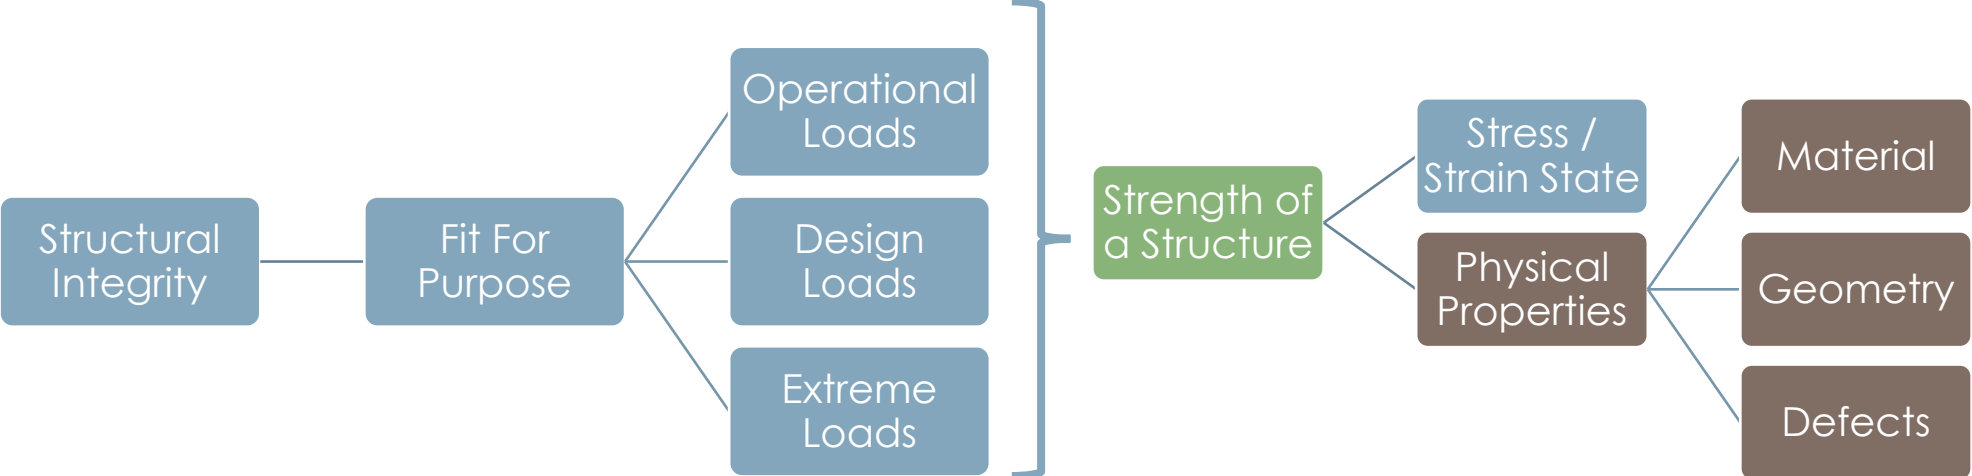 Structural
Integrity
Fit For
Purpose
Operational
Loads
Design
Loads
Extreme
Loads
Strength of
a Structure
Stress /
Strain State
Physical
Properties
Material
Geometry
Defects